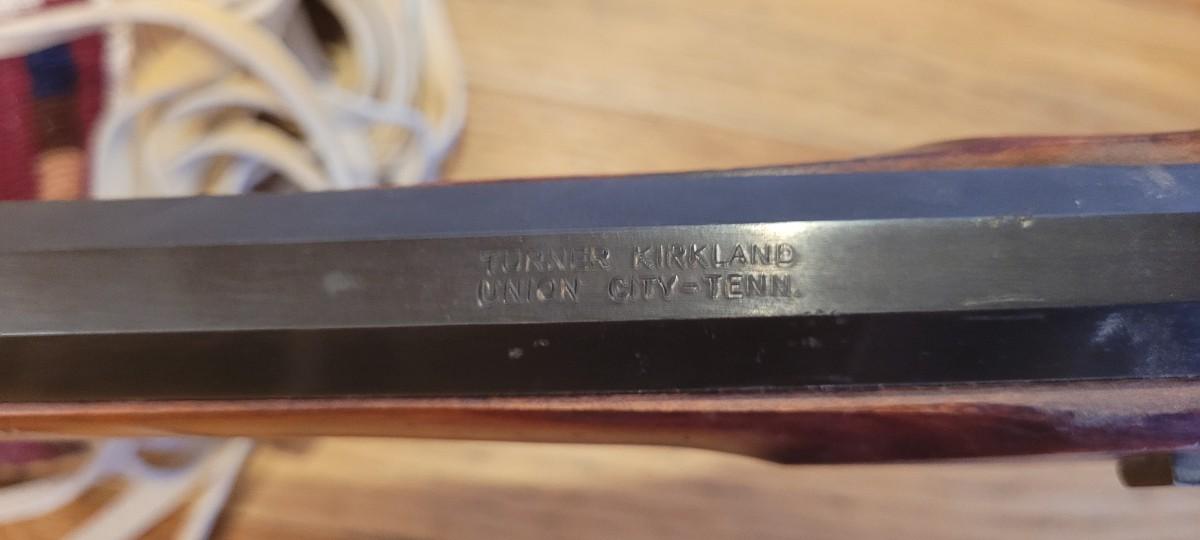 TURNER KIRKLAND
UNION CITY-TENN.